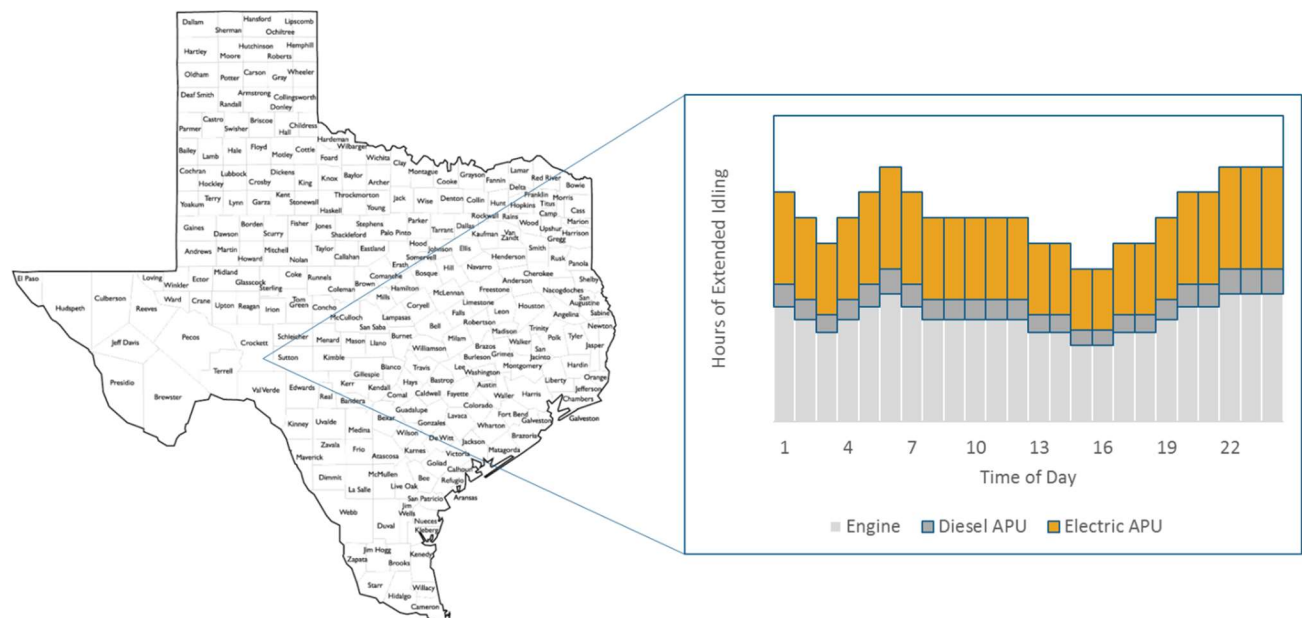 Dallam
Hansford
Lipscomb
Sherman
Ochiltree
Hartley
Hutchinson
Hemphill
Moore
Roberts
Oldham
Potter
Carson
Gray
Wheeler
Deaf Smith
Armstrong
Collingsworth
Randall
Donley
Parmer
Castro
Swisher
Briscoe
Hall
Childress
Hardeman
Wilbarger
Bailey
Lamb
Hale
Floyd
Motley
Cottle
Foard
Wichita
Clay
Montague
Cooke
Grayson
Fannin
Lamar
Red River
Bowie
Cochran
Hockley
Lubbock
Crosby
Dickens
King
Knox
Baylor
Archer
Delta
Franklin
Morris
Titus
Yoakum
Terry
Lynn
Garza
Kent
Stonewall
Haskell
Throckmorton
Young
Jack
Wise
Denton
Collin
Hunt
Hopkins
Camp
Cass
Gaines
Dawson
Borden
Scurry
Fisher
Jones
Shackleford
Stephens
Palo Pinto
Parker
Tarrant
Dallas
Rockwall
Rains
Kaufman
Van
Zandt
Wood
Upshur
Marion
Harrison
Gregg
Andrews
Martin
Howard
Mitchell
Nolan
Taylor
Callahan
Eastland
Erath
Hood
Somervell
Johnson
Ellis
Henderson
Smith
Rusk
Panola
El Paso
Hudspeth
Culberson
Reeves
Loving
Winkler
Ward
Ector
Crane
Midland
Upton
Glasscock
Reagan
Sterling
Irion
Coke
Tom
Green
Runnels
Concho
Coleman
McCulloch
Brown
Comanche
Mills
Hamilton
Bosque
Coryell
Hill
McLennan
Navarro
Limestone
Freestone
Anderson
Cherokee
Nacogdoches
Shelby
San
Augustine
Sabine
Jeff Davis
Pecos
Crockett
Schleicher
Sutton
Menard
Kimble
Mason
San Saba
Llano
Lampasas
Burnet
Bell
Falls
Milam
Williamson
Robertson
Leon
Houston
Madison
Brazos
Burleson
Grimes
Walker
Trinity
Angelina
Polk
San
Jacinto
Tyler
Newton
Jasper
Presidio
Brewster
Terrell
Val Verde
Edwards
Real
Kerr
Bandera
Gillespie
Kendall
Blanco
Comal
Hays
Travis
Caldwell
Bastrop
Lee
Fayette
Washington
Austin
Waller
Montgomery
Harris
Liberty
Hardin
Orange
Jefferson
Chambers
Galveston
Galveston
Kinney
Uvalde
Medina
Bexar
Guadalupe
Wilson
Gonzales
Lavaca
Colorado
Wharton
Fort Bend
Brazoria
Matagorda
Jackson
De Witt
Karnes
Victoria
Goliad
Calhoun
Refugio
Aransas
Maverick
Zavala
Frio
Atascosa
Dimmit
La Salle
McMullen
Live Oak
Bee
San Patricio
Jim
Wells
Nueces
Kleberg
Webb
Duval
Zapata
Jim Hogg
Brooks
Kenedy
Starr
Hidalgo
Willacy
Cameron
Hours of Extended Idling
1 4 7 10 13 16 19 22
Time of Day
Engine Diesel APU Electric APU